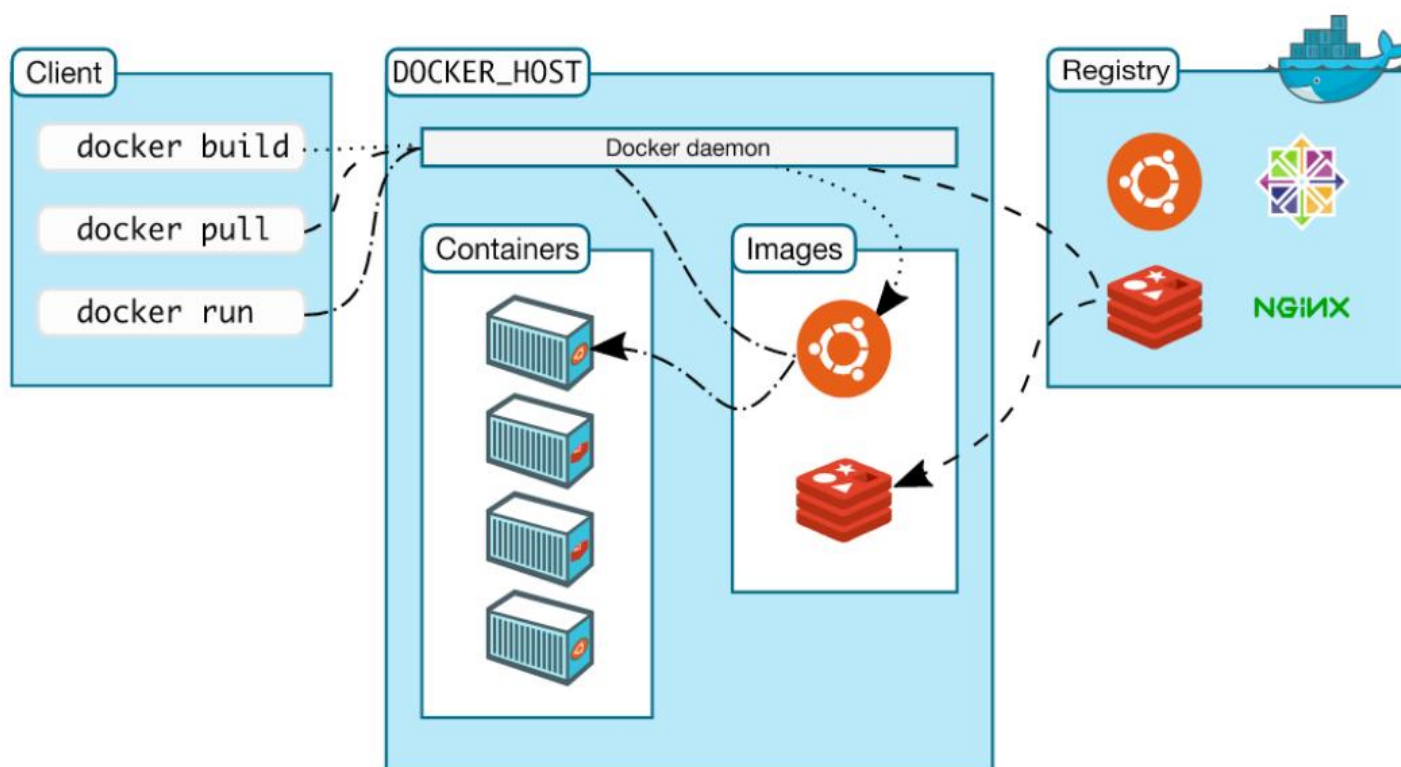 Client
docker build
docker pull
docker run
DOCKER_HOST
Docker daemon
Containers
Images
Registry
NGiNX